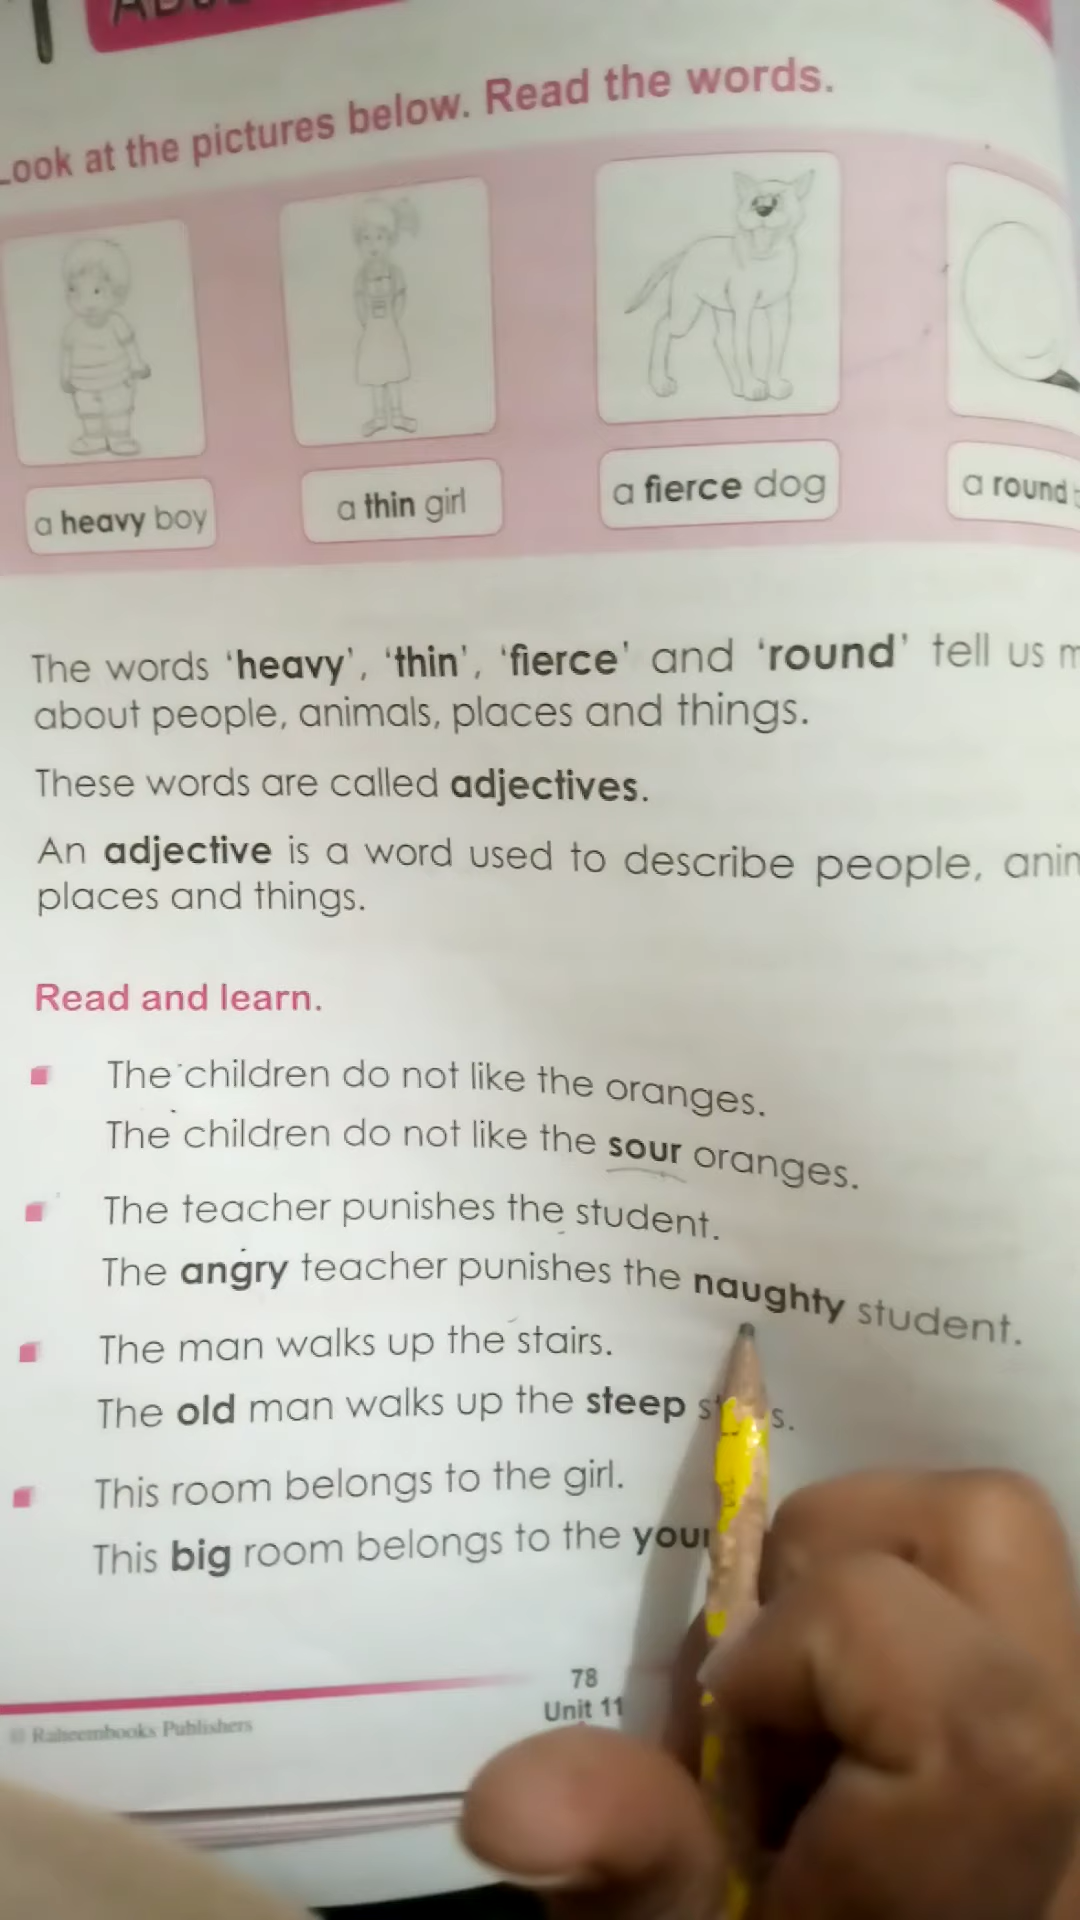 Look at the pictures below. Read the words.
a heavy boy
a thin girl
a fierce dog
a round
The words ‘heavy’, ‘thin’, ‘fierce’ and ‘round’ tell us
about people, animals, places and things.
These words are called adjectives.
An adjective is a word used to describe people,
places and things.
Read and learn.
The children do not like the oranges.
The children do not like the sour oranges.
The teacher punishes the student.
The angry teacher punishes the naughty student.
The man walks up the stairs.
The old man walks up the steep
This room belongs to the girl.
This big room belongs to the
78
Unit 11
© Raheembooks Publishers